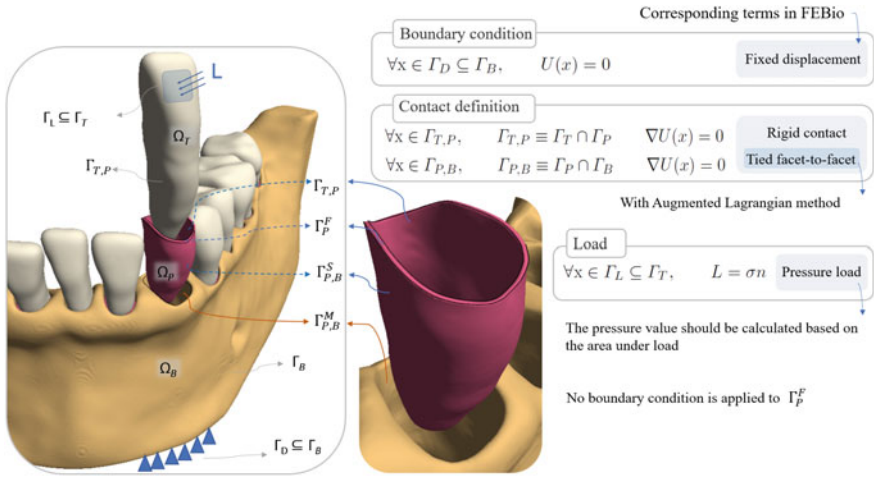 L
Γ_L ⊆ Γ_T
Ω_T
Γ_{T,P}
Ω_P
Ω_B
Γ_B
Γ_D ⊆ Γ_B
Γ_{T,P}
Γ_P^F
Γ_{P,B}^S
Γ_{P,B}^M
Corresponding terms in FEBio
Boundary condition
∀x ∈ Γ_D ⊆ Γ_B, U(x) = 0 Fixed displacement
Contact definition
∀x ∈ Γ_{T,P}, Γ_{T,P} ≡ Γ_T ∩ Γ_P ∇U(x) = 0 Rigid contact
∀x ∈ Γ_{P,B}, Γ_{P,B} ≡ Γ_P ∩ Γ_B ∇U(x) = 0 Tied facet-to-facet
With Augmented Lagrangian method
Load
∀x ∈ Γ_L ⊆ Γ_T, L = σn Pressure load
The pressure value should be calculated based on
the area under load
No boundary condition is applied to Γ_P^F